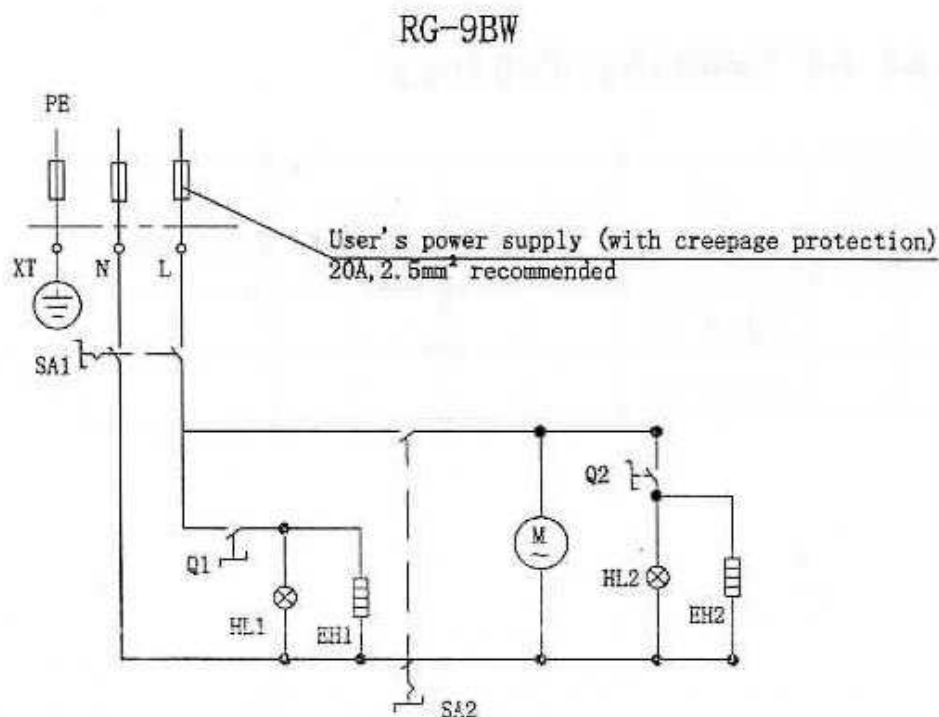 RG-9BW
PE
User's power supply (with creepage protection)
20A, 2.5mm² recommended
XT N L
SA1
Q2
M
~
Q1
HL2
EH2
HL1
EH1
SA2